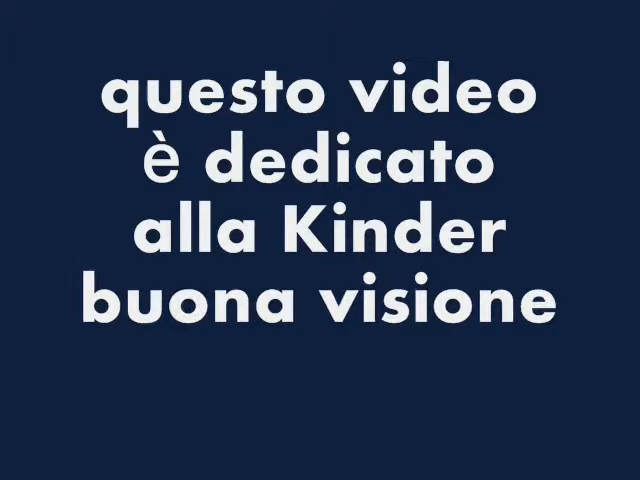 questo video
è dedicato
alla Kinder
buona visione